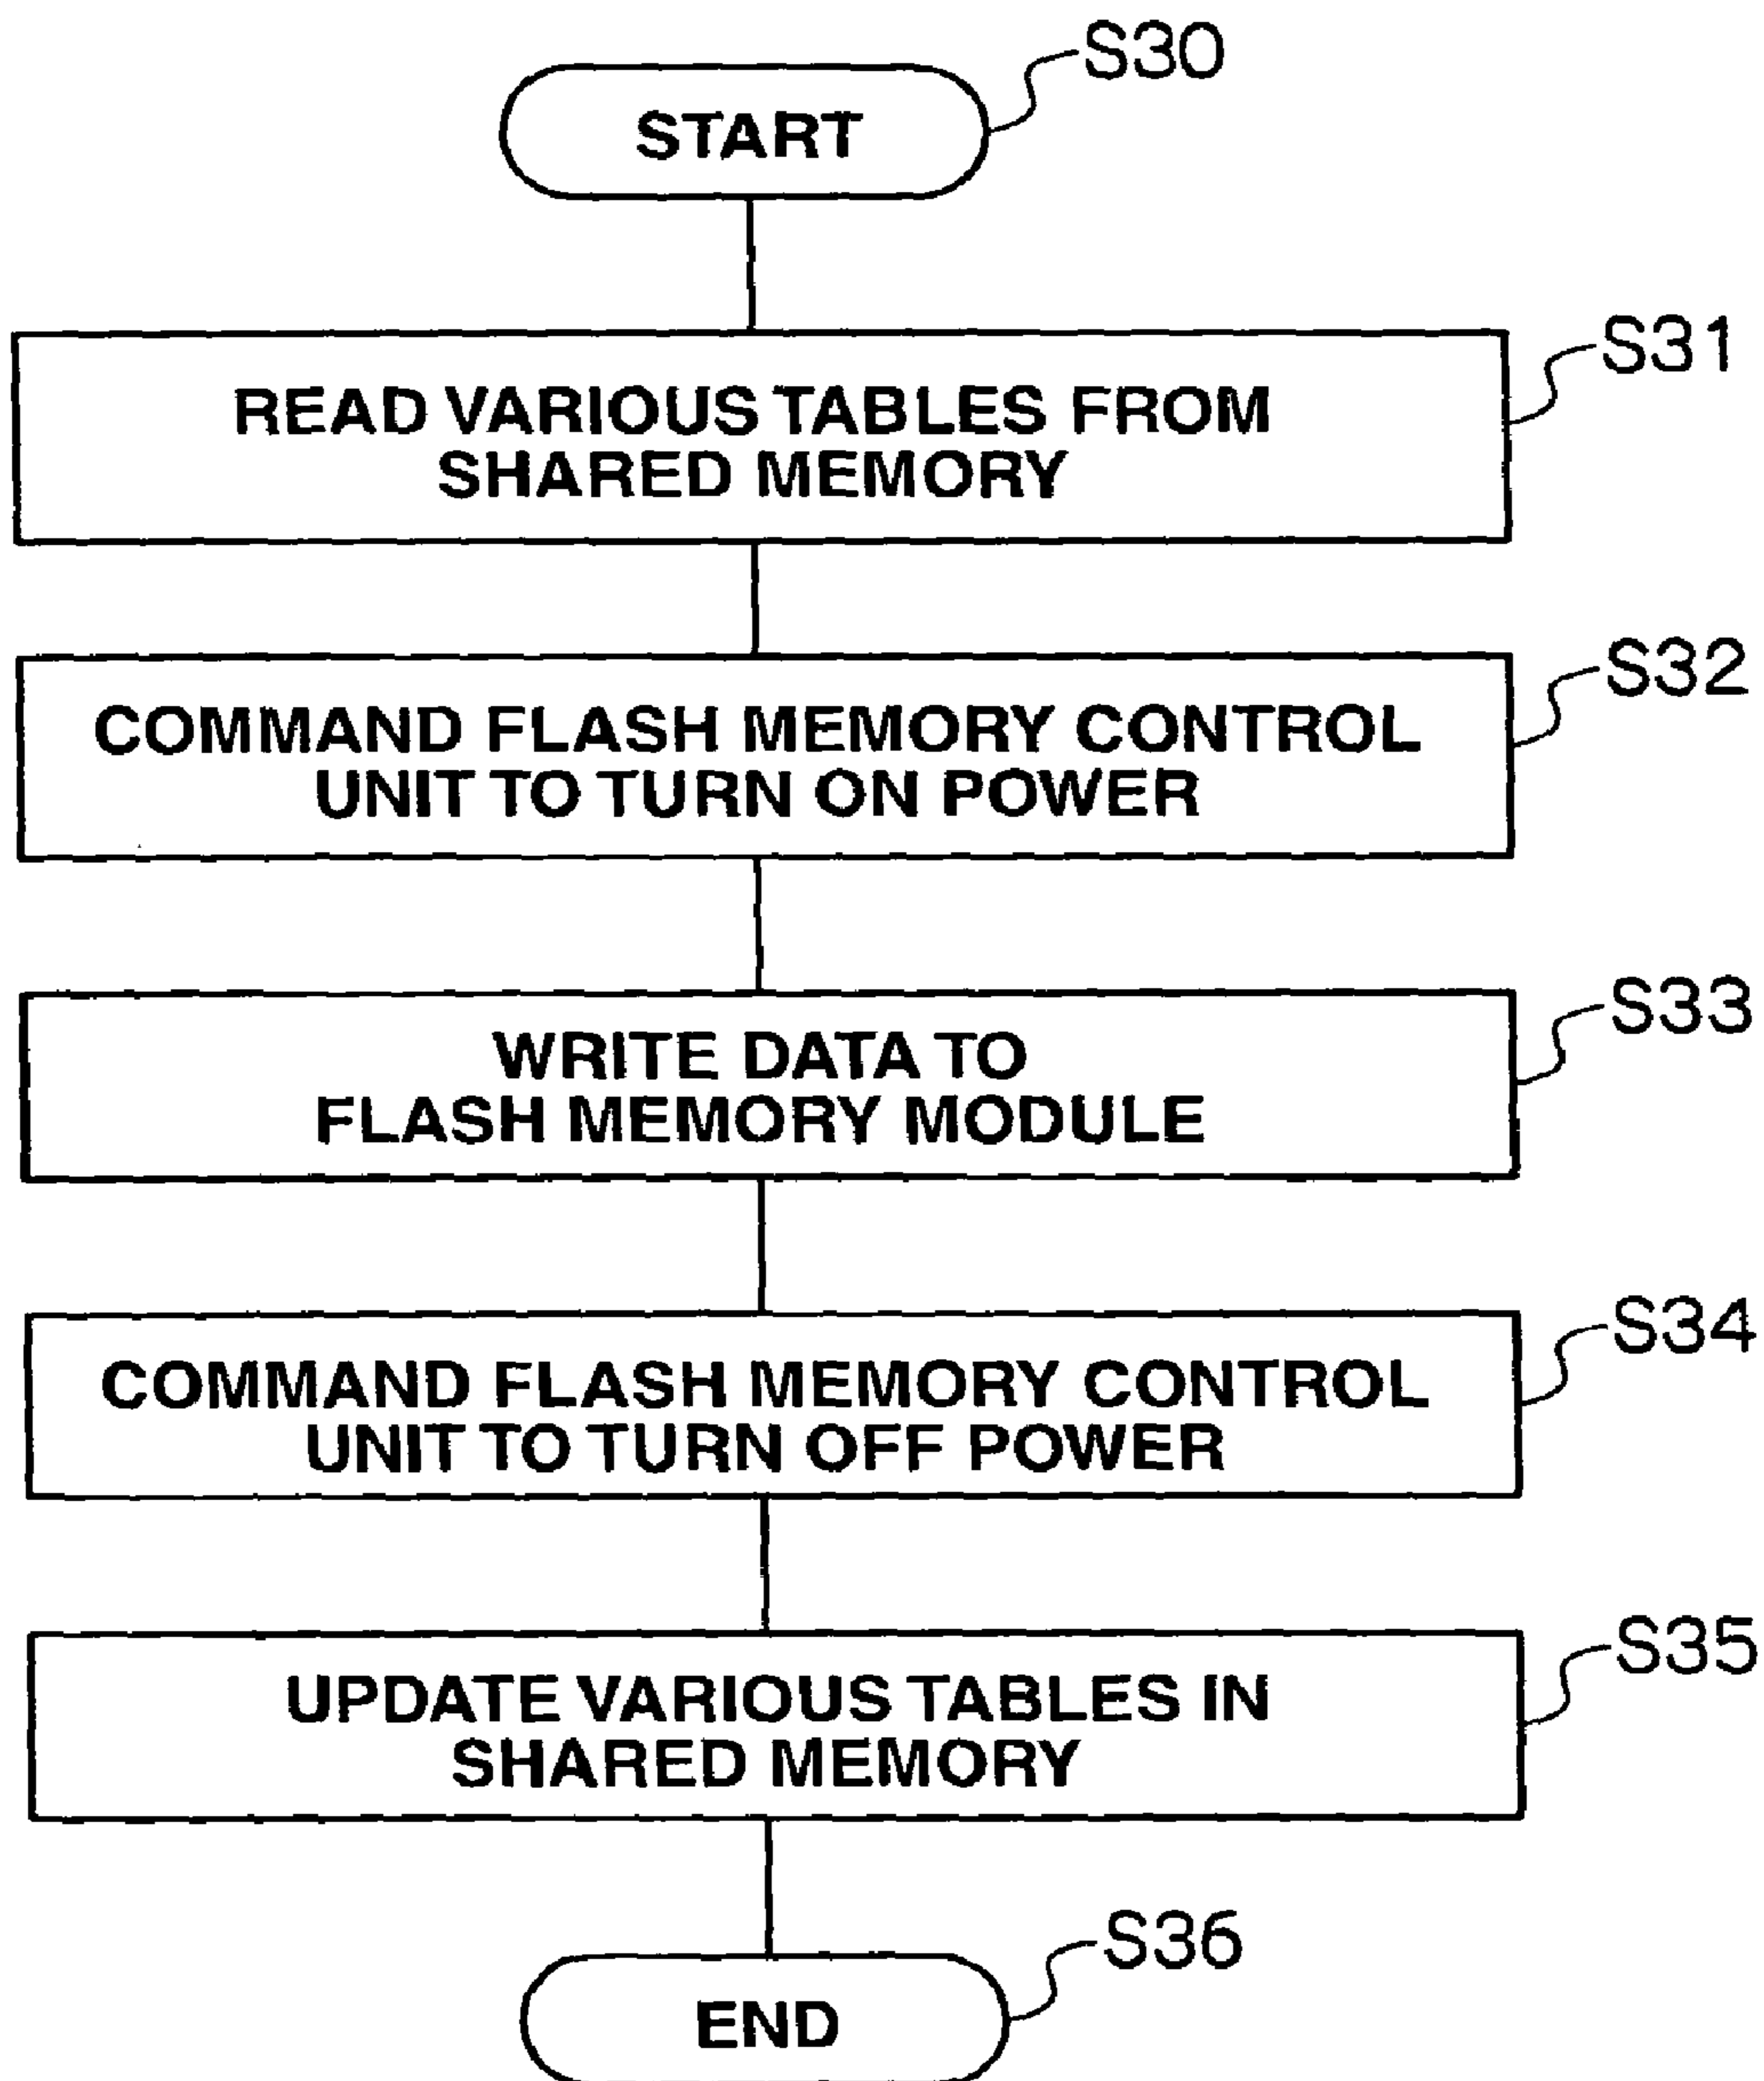 S30
START
S31
READ VARIOUS TABLES FROM
SHARED MEMORY
S32
COMMAND FLASH MEMORY CONTROL
UNIT TO TURN ON POWER
S33
WRITE DATA TO
FLASH MEMORY MODULE
S34
COMMAND FLASH MEMORY CONTROL
UNIT TO TURN OFF POWER
S35
UPDATE VARIOUS TABLES IN
SHARED MEMORY
S36
END